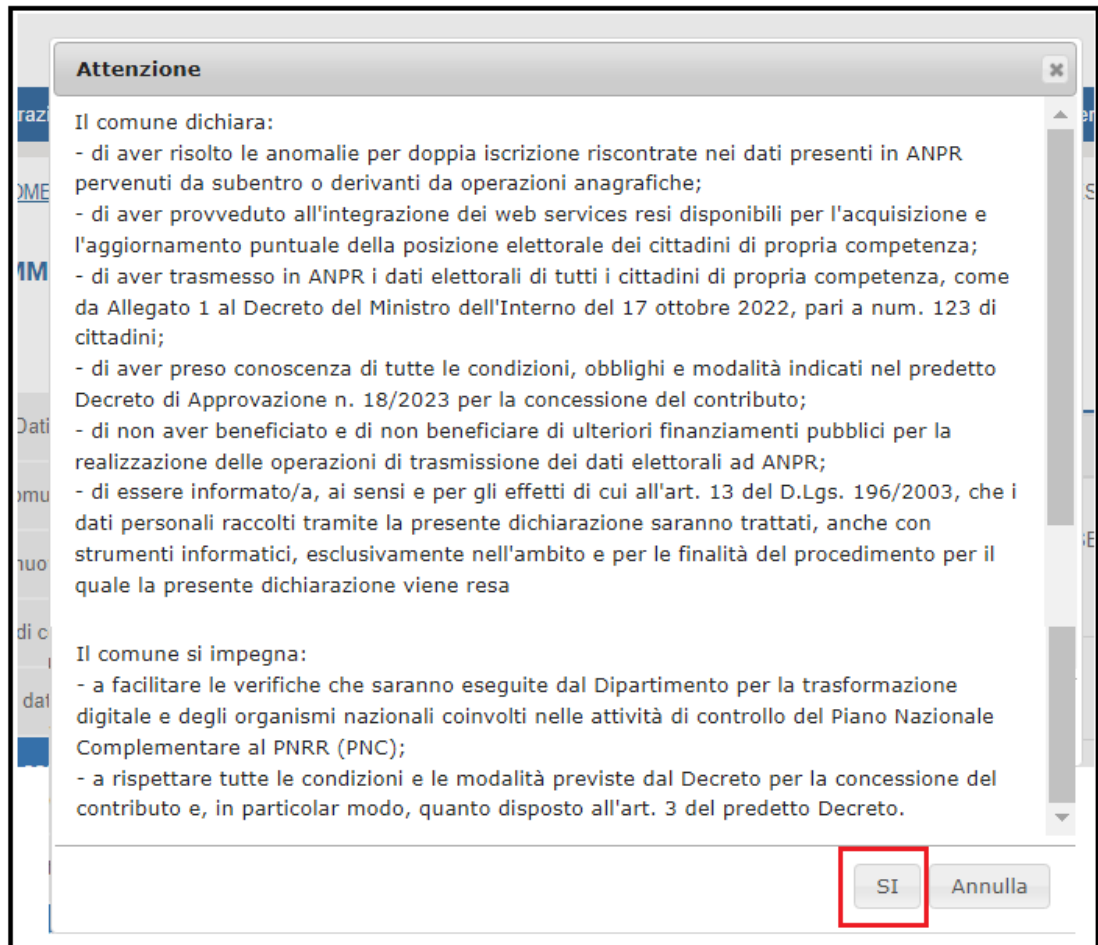 Attenzione
Il comune dichiara:
- di aver risolto le anomalie per doppia iscrizione riscontrate nei dati presenti in ANPR
pervenuti da subentro o derivanti da operazioni anagrafiche;
- di aver provveduto all'integrazione dei web services resi disponibili per l'acquisizione e
l'aggiornamento puntuale della posizione elettorale dei cittadini di propria competenza;
- di aver trasmesso in ANPR i dati elettorali di tutti i cittadini di propria competenza, come
da Allegato 1 al Decreto del Ministro dell'Interno del 17 ottobre 2022, pari a num. 123 di
cittadini;
- di aver preso conoscenza di tutte le condizioni, obblighi e modalità indicati nel predetto
Decreto di Approvazione n. 18/2023 per la concessione del contributo;
- di non aver beneficiato e di non beneficiare di ulteriori finanziamenti pubblici per la
realizzazione delle operazioni di trasmissione dei dati elettorali ad ANPR;
- di essere informato/a, ai sensi e per gli effetti di cui all'art. 13 del D.Lgs. 196/2003, che i
dati personali raccolti tramite la presente dichiarazione saranno trattati, anche con
strumenti informatici, esclusivamente nell'ambito e per le finalità del procedimento per il
quale la presente dichiarazione viene resa
Il comune si impegna:
- a facilitare le verifiche che saranno eseguite dal Dipartimento per la trasformazione
digitale e degli organismi nazionali coinvolti nelle attività di controllo del Piano Nazionale
Complementare al PNRR (PNC);
- a rispettare tutte le condizioni e le modalità previste dal Decreto per la concessione del
contributo e, in particolar modo, quanto disposto all'art. 3 del predetto Decreto.
SI Annulla